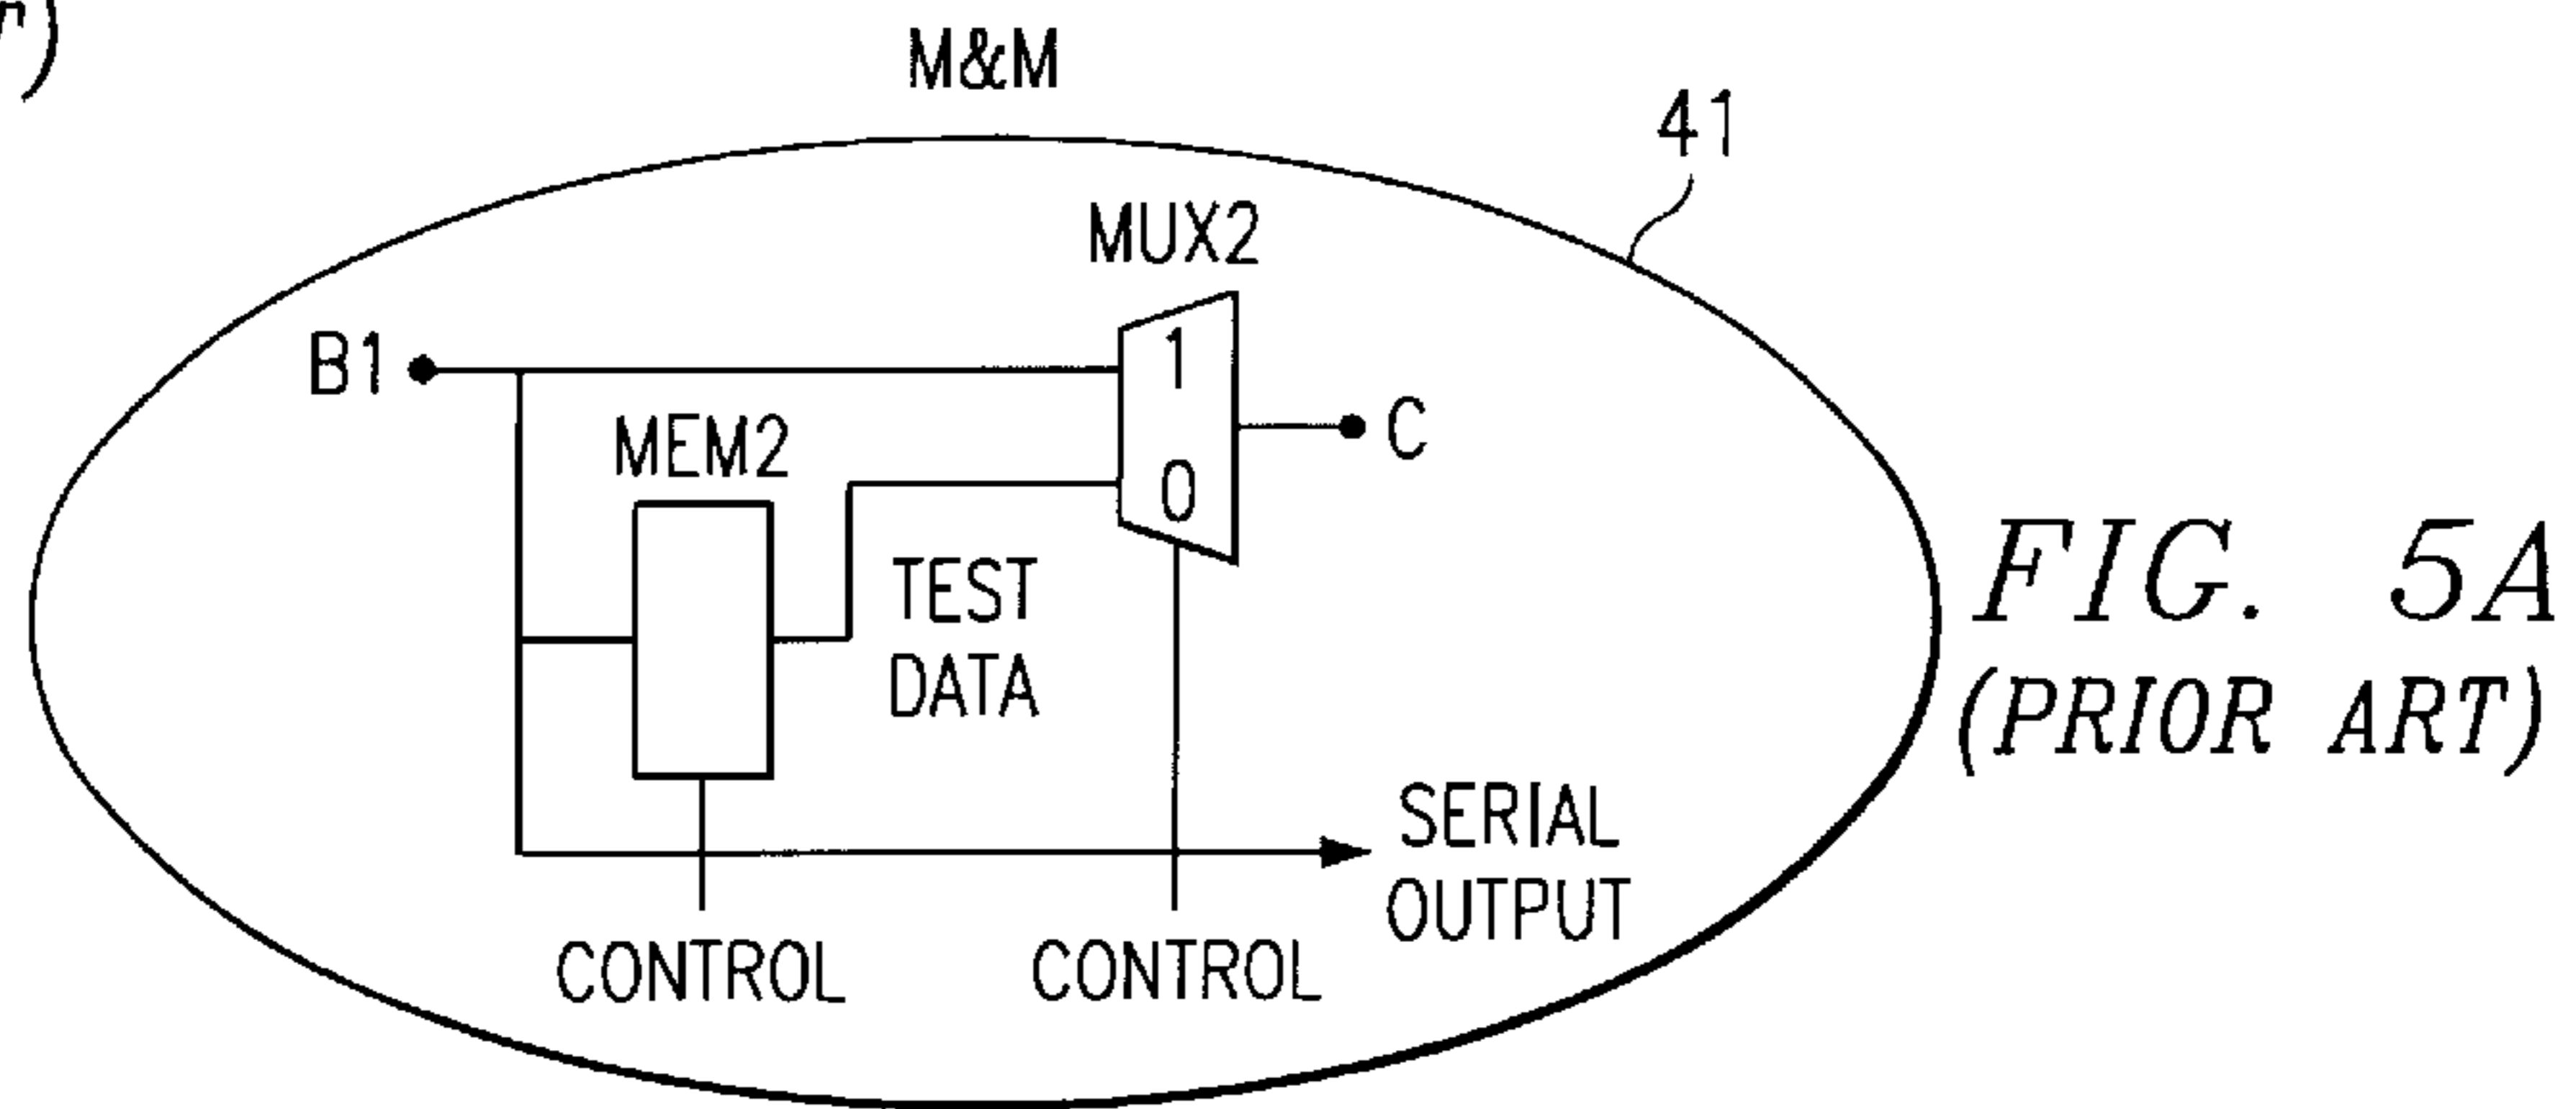 M&M
41
MUX2
B1
1
MEM2
C
0
TEST
DATA
SERIAL
OUTPUT
CONTROL
CONTROL
FIG. 5A
(PRIOR ART)